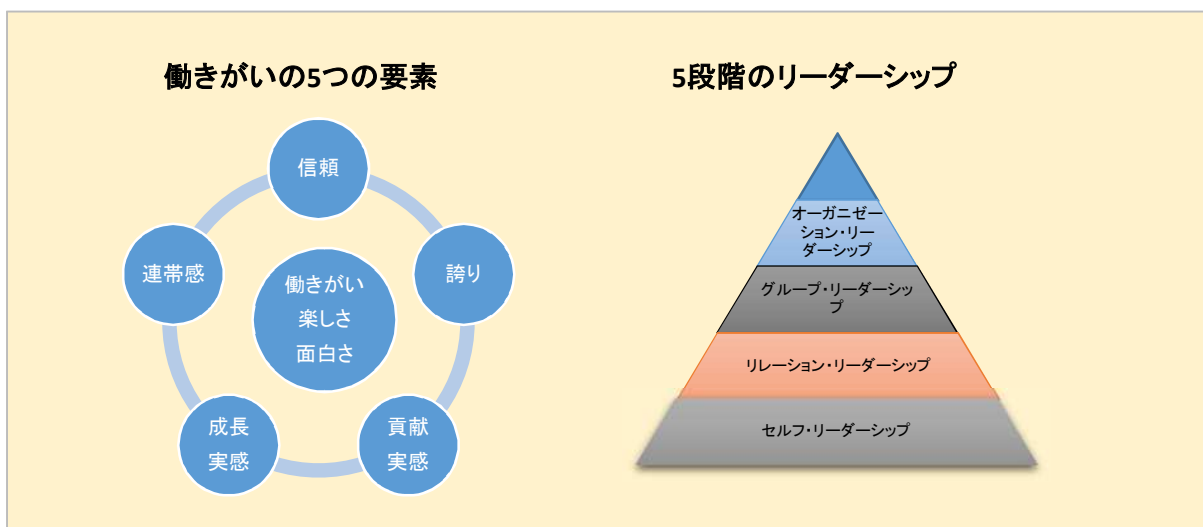 働きがいの5つの要素
信頼
誇り
貢献
実感
成長
実感
連帯感
働きがい
楽しさ
面白さ
5段階のリーダーシップ
オーガニゼー
ション・リー
ダーシップ
グループ・リーダーシッ
プ
リレーション・リーダーシップ
セルフ・リーダーシップ